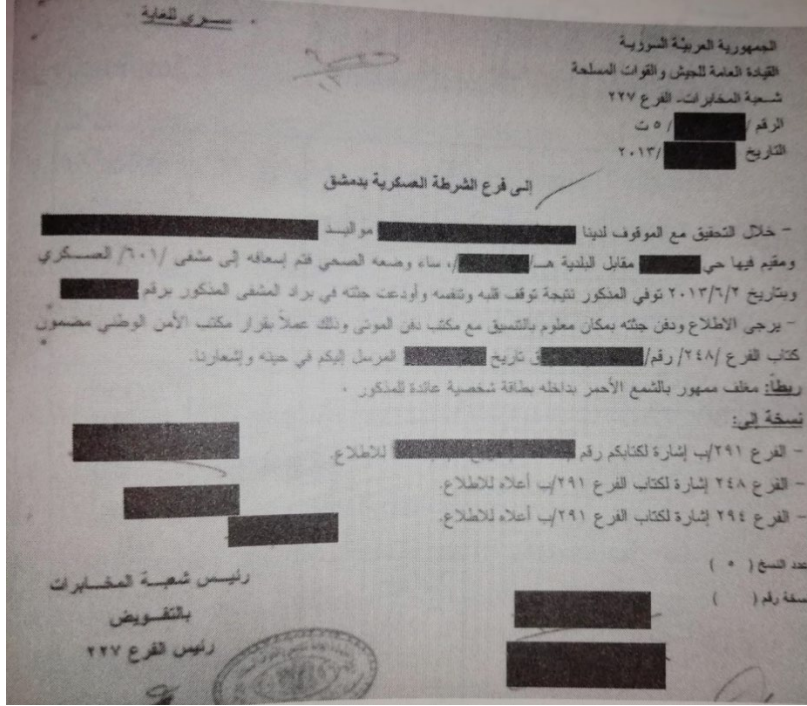 سري للغاية
الجمهورية العربية السورية
القيادة العامة للجيش والقوات المسلحة
شعبة المخابرات- الفرع ٢٢٧
الرقم / / ٥ ت
التاريخ /٢٠١٣
إلى فرع الشرطة العسكرية بدمشق
- خلال التحقيق مع الموقوف لدينا مواليد
ومقيم فيها حي مقابل البلدية هـ/ /، ساء وضعه الصحي فتم إسعافه إلى مشفى /٦٠١/ العسكري
وبتاريخ ٢٠١٣/٦/٢ توفي المذكور نتيجة توقف قلبه وتنفسه وأودعت جثته في براد المشفى المذكور برقم
- يرجى الاطلاع ودفن جثته بمكان معلوم بالتنسيق مع مكتب دفن الموتى وذلك عملاً بقرار مكتب الأمن الوطني مضمون
كتاب الفرع /٢٤٨/ رقم/ ق تاريخ المرسل إليكم في حينه وإشعارنا.
ربطاً: مغلف ممهور بالشمع الأحمر بداخله بطاقة شخصية عائدة للمذكور .
نسخة إلى:
- الفرع ٢٩١/ب إشارة لكتابكم رقم للاطلاع.
- الفرع ٢٤٨ إشارة لكتاب الفرع ٢٩١/ب أعلاه للاطلاع.
- الفرع ٢٩٤ إشارة لكتاب الفرع ٢٩١/ب أعلاه للاطلاع.
عدد النسخ ( ٥ )
نسخة رقم ( )
رئيس شعبة المخابرات
بالتفويض
رئيس الفرع ٢٢٧